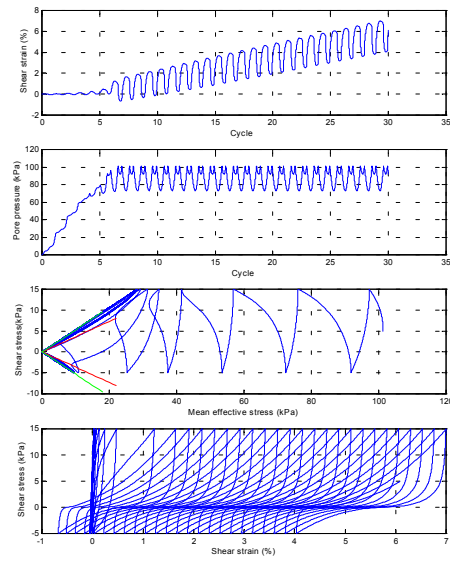 8
6
4
2
0
-2
0 5 10 15 20 25 30 35
Shear strain (%)
Cycle
120
100
80
60
40
20
0
0 5 10 15 20 25 30 35
Pore pressure (kPa)
Cycle
15
10
5
0
-5
-10
0 20 40 60 80 100 120
Shear stress(kPa)
Mean effective stress (kPa)
15
10
5
0
-5
-1 0 1 2 3 4 5 6 7
Shear stress (kPa)
Shear strain (%)